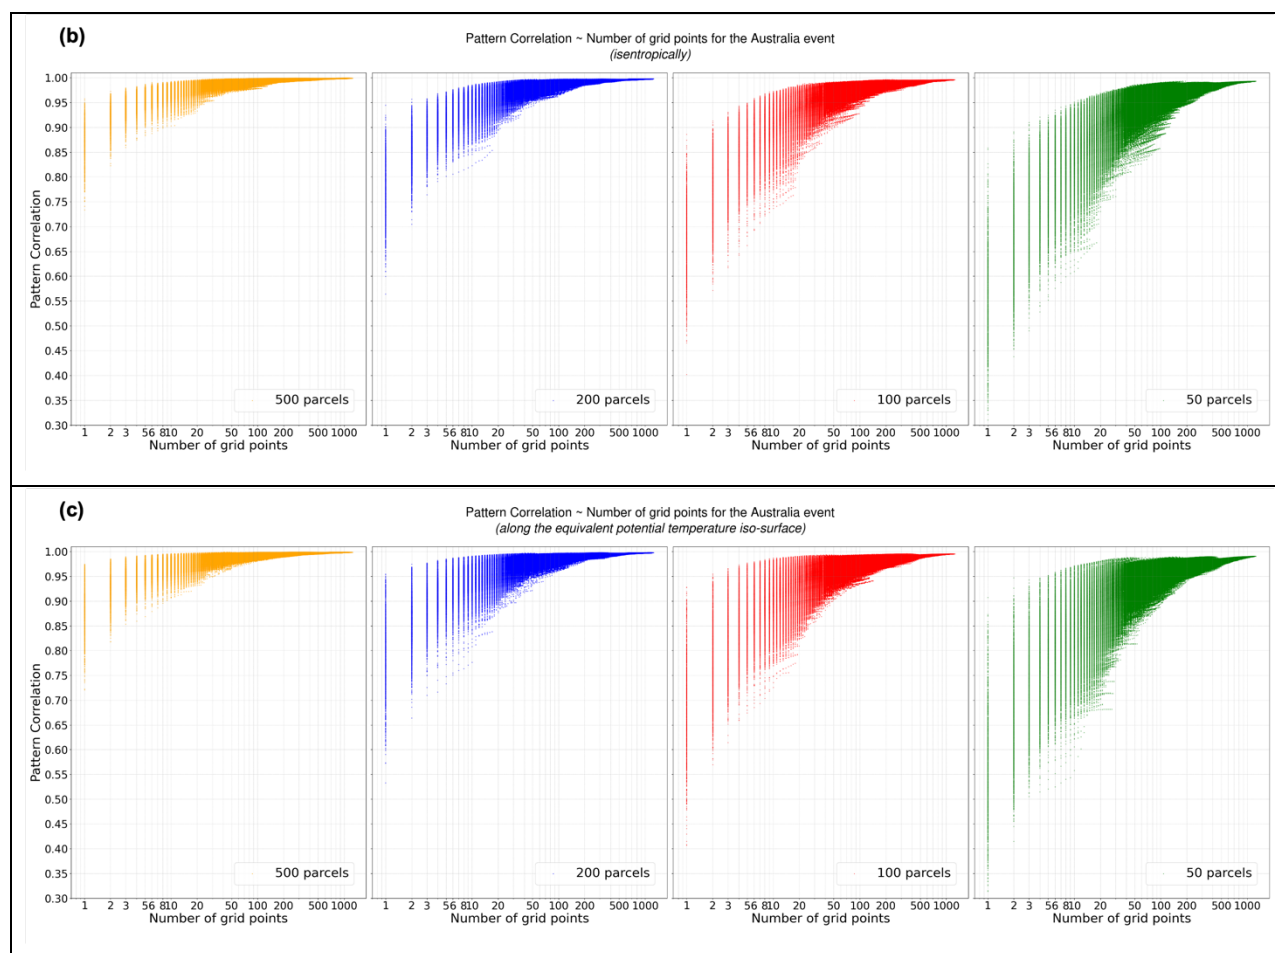 (b)
Pattern Correlation ~ Number of grid points for the Australia event
(isentropically)
Pattern Correlation
1.00
0.95
0.90
0.85
0.80
0.75
0.70
0.65
0.60
0.55
0.50
0.45
0.40
0.35
0.30
500 parcels
200 parcels
100 parcels
50 parcels
1 2 3 56 810 20 50 100 200 500 1000
1 2 3 56 810 20 50 100 200 500 1000
1 2 3 56 810 20 50 100 200 500 1000
1 2 3 56 810 20 50 100 200 500 1000
Number of grid points
Number of grid points
Number of grid points
Number of grid points
(c)
Pattern Correlation ~ Number of grid points for the Australia event
(along the equivalent potential temperature iso-surface)
Pattern Correlation
1.00
0.95
0.90
0.85
0.80
0.75
0.70
0.65
0.60
0.55
0.50
0.45
0.40
0.35
0.30
500 parcels
200 parcels
100 parcels
50 parcels
1 2 3 56 810 20 50 100 200 500 1000
1 2 3 56 810 20 50 100 200 500 1000
1 2 3 56 810 20 50 100 200 500 1000
1 2 3 56 810 20 50 100 200 500 1000
Number of grid points
Number of grid points
Number of grid points
Number of grid points